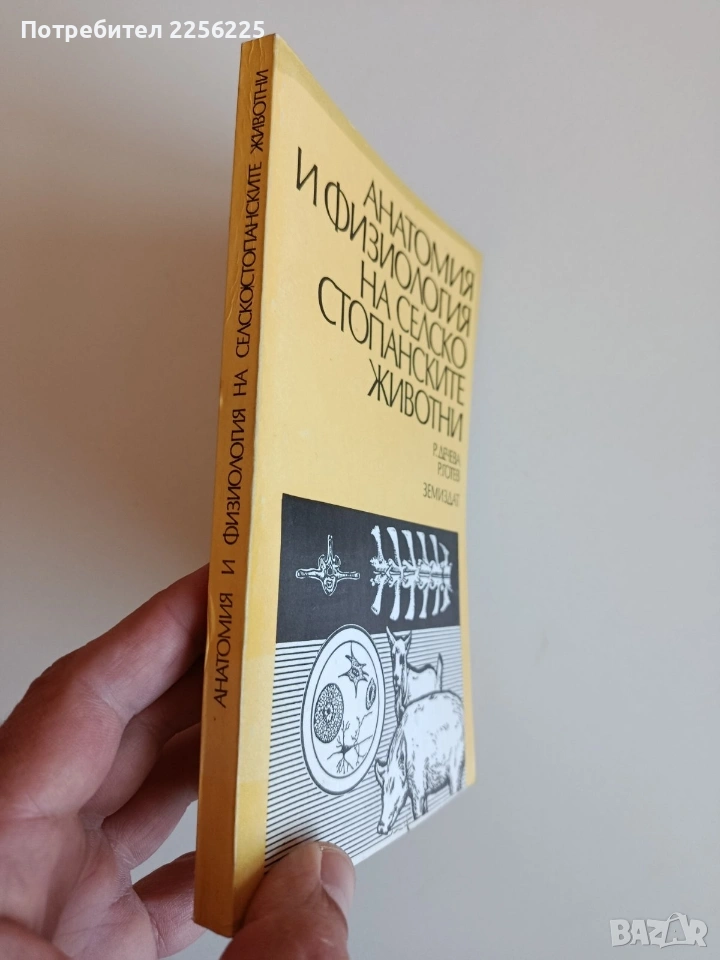 Потребител 2256225
АНАТОМИЯ И ФИЗИОЛОГИЯ НА СЕЛСКОСТОПАНСКИТЕ ЖИВОТНИ
АНАТОМИЯ
И ФИЗИОЛОГИЯ
НА СЕЛСКО
СТОПАНСКИТЕ
ЖИВОТНИ
Р. ДЕЧЕВА
Р. ГОТЕВ
ЗЕМИЗДАТ
BAZAR